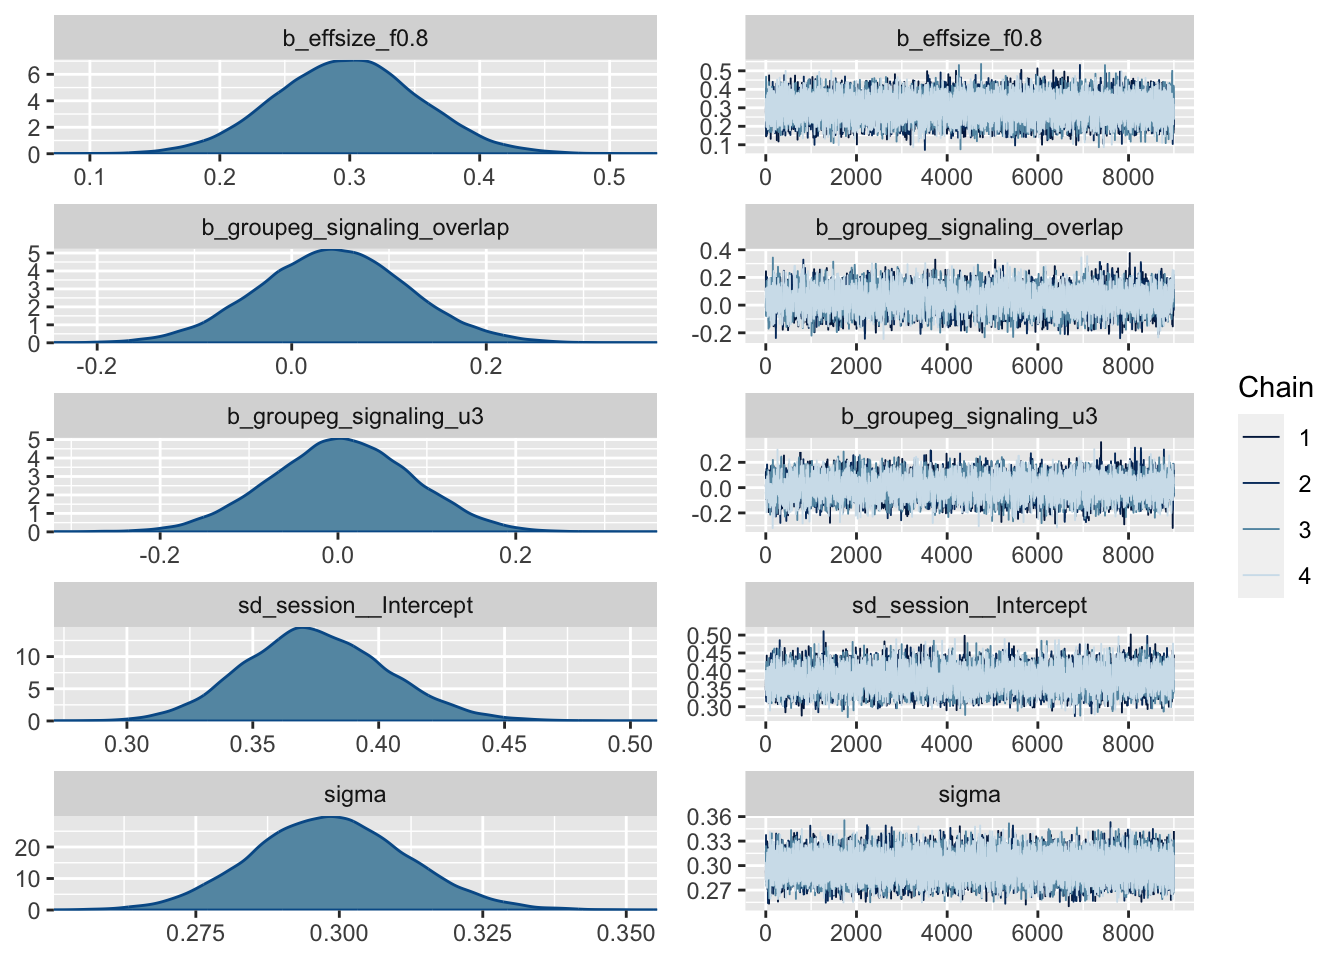 b_effsize_f0.8
6
4
2
0
0.1 0.2 0.3 0.4 0.5
b_effsize_f0.8
0.5
0.4
0.3
0.2
0.1
0 2000 4000 6000 8000
b_groupeg_signaling_overlap
5
4
3
2
1
0
-0.2 0.0 0.2
b_groupeg_signaling_overlap
0.4
0.2
0.0
-0.2
0 2000 4000 6000 8000
b_groupeg_signaling_u3
5
4
3
2
1
0
-0.2 0.0 0.2
b_groupeg_signaling_u3
0.2
0.0
-0.2
0 2000 4000 6000 8000
sd_session__Intercept
10
5
0
0.30 0.35 0.40 0.45 0.50
sd_session__Intercept
0.50
0.45
0.40
0.35
0.30
0 2000 4000 6000 8000
sigma
20
10
0
0.275 0.300 0.325 0.350
sigma
0.36
0.33
0.30
0.27
0 2000 4000 6000 8000
Chain
1
2
3
4